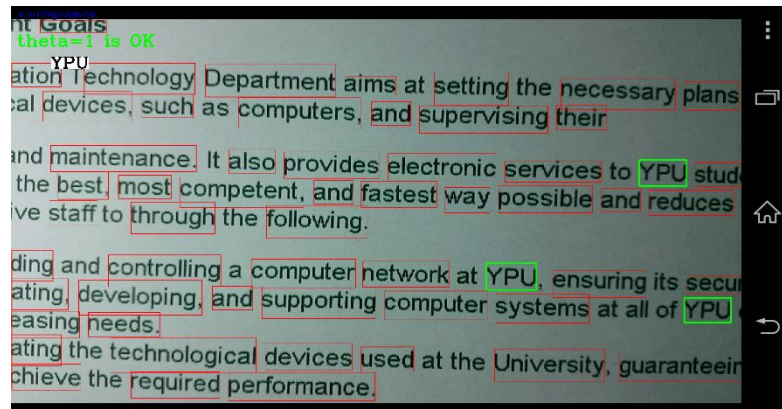 nt Goals
theta=1 is OK
YPU
ation Technology Department aims at setting the necessary plans
cal devices, such as computers, and supervising their
and maintenance. It also provides electronic services to YPU stud
the best, most competent, and fastest way possible and reduces
ive staff to through the following.
ding and controlling a computer network at YPU, ensuring its secur
ating, developing, and supporting computer systems at all of YPU
easing needs.
ating the technological devices used at the University, guaranteein
chieve the required performance.